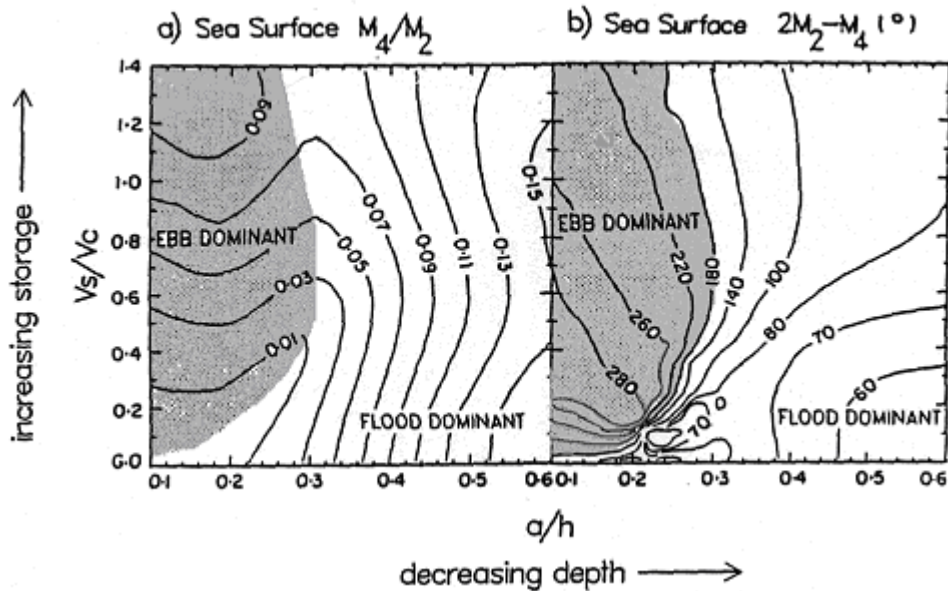 a) Sea Surface M4/M2
b) Sea Surface 2M2-M4 (°)
increasing storage
Vs/Vc
1.4
1.2
1.0
0.8
0.6
0.4
0.2
0.0
0.09
EBB DOMINANT
0.07
0.05
0.03
0.01
0.09
0.11
0.13
0.15
FLOOD DOMINANT
EBB DOMINANT
220
180
140
100
260
280
80
70
60
0
70
FLOOD DOMINANT
0.1 0.2 0.3 0.4 0.5 0.6
0.1 0.2 0.3 0.4 0.5 0.6
a/h
decreasing depth